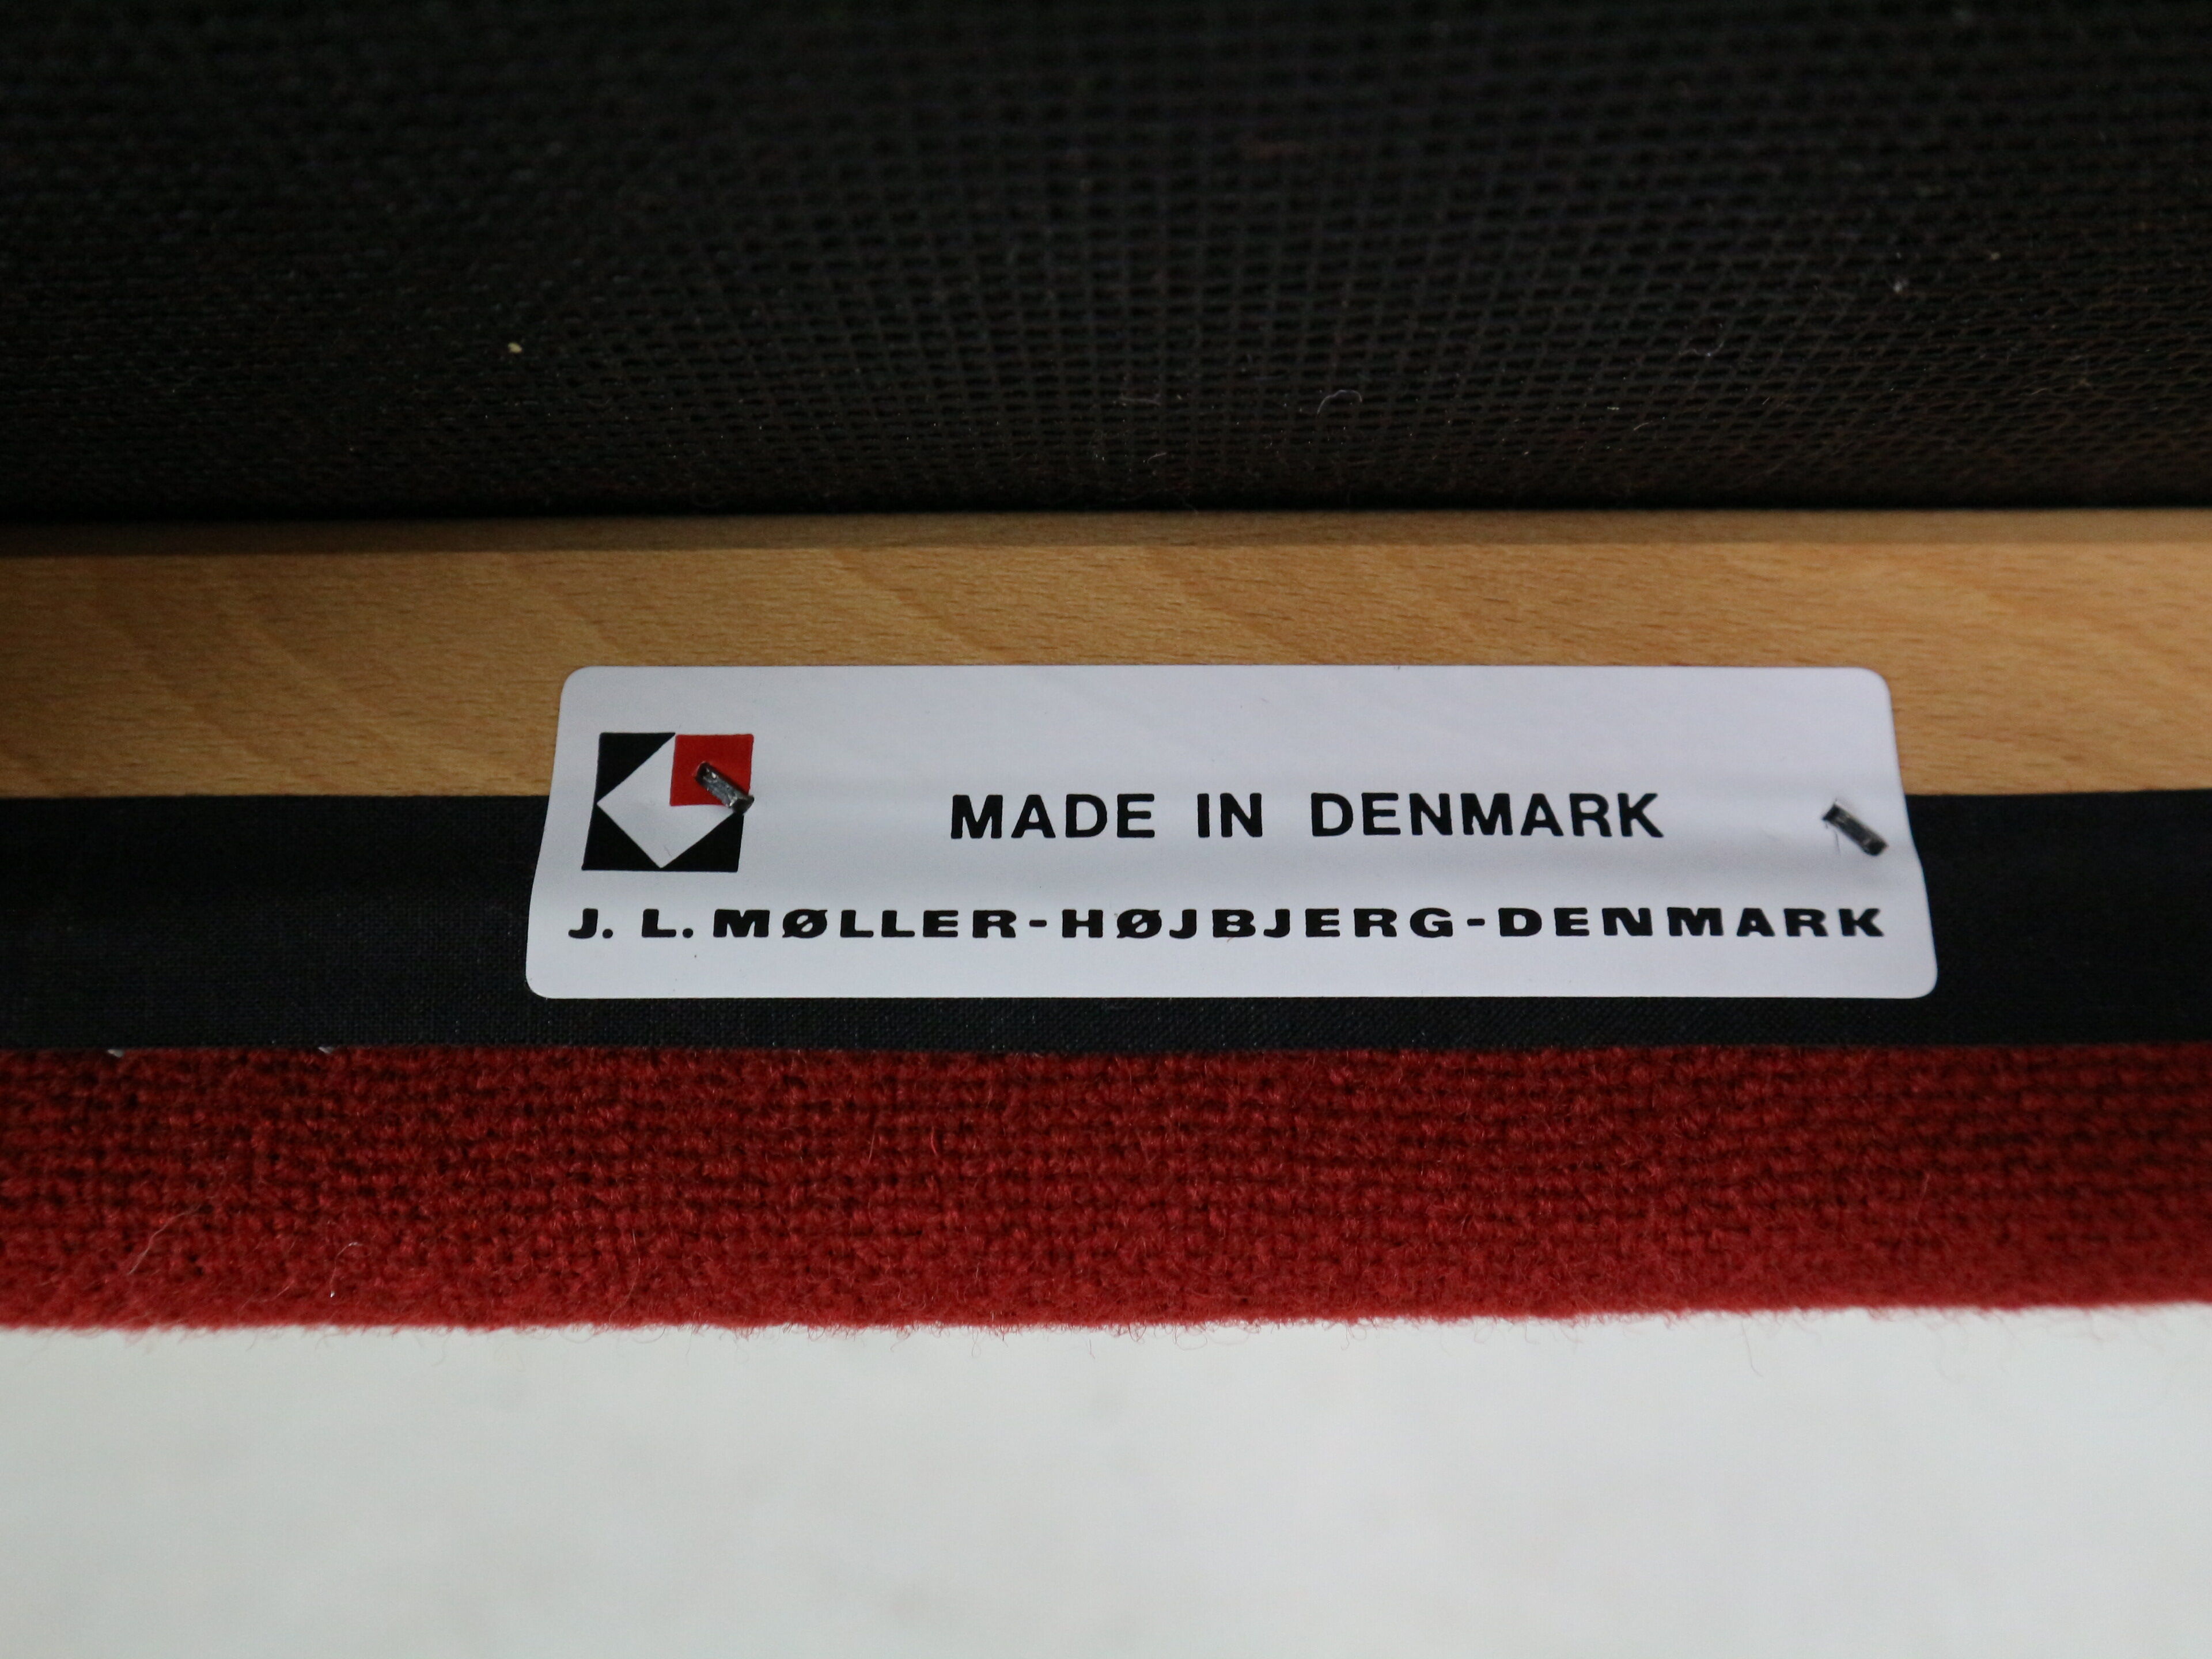 MADE IN DENMARK
J. L. MØLLER-HØJBJERG-DENMARK